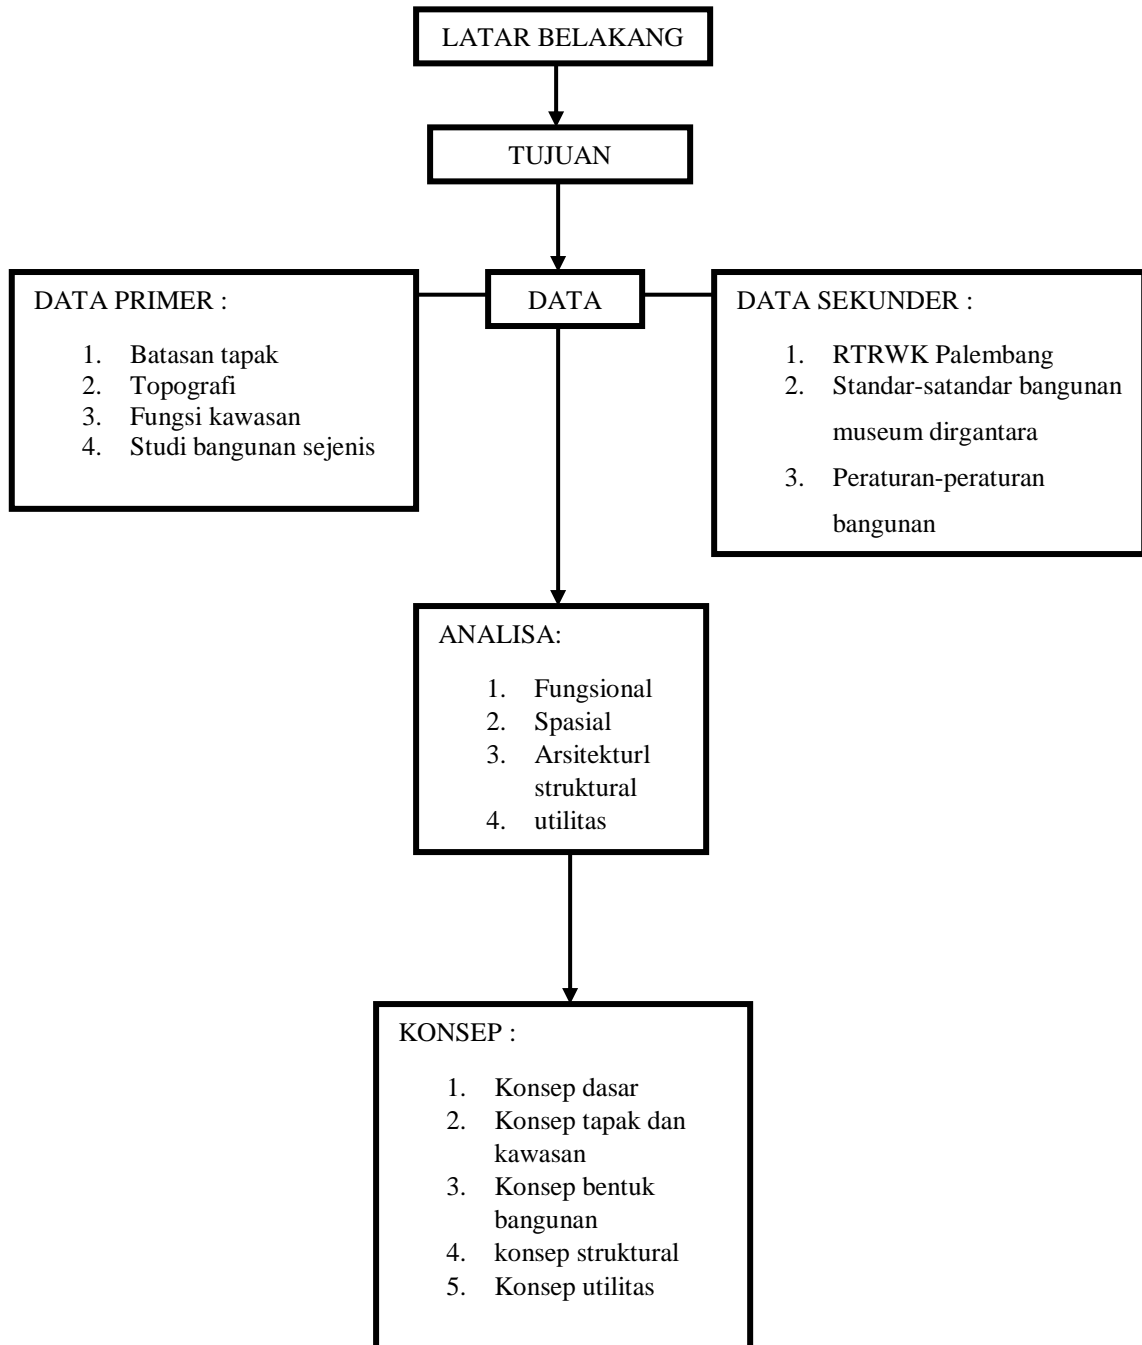 LATAR BELAKANG
TUJUAN
DATA PRIMER :
1. Batasan tapak
2. Topografi
3. Fungsi kawasan
4. Studi bangunan sejenis
DATA
DATA SEKUNDER :
1. RTRWK Palembang
2. Standar-satandar bangunan
museum dirgantara
3. Peraturan-peraturan
bangunan
ANALISA:
1. Fungsional
2. Spasial
3. Arsitekturl
struktural
4. utilitas
KONSEP :
1. Konsep dasar
2. Konsep tapak dan
kawasan
3. Konsep bentuk
bangunan
4. konsep struktural
5. Konsep utilitas